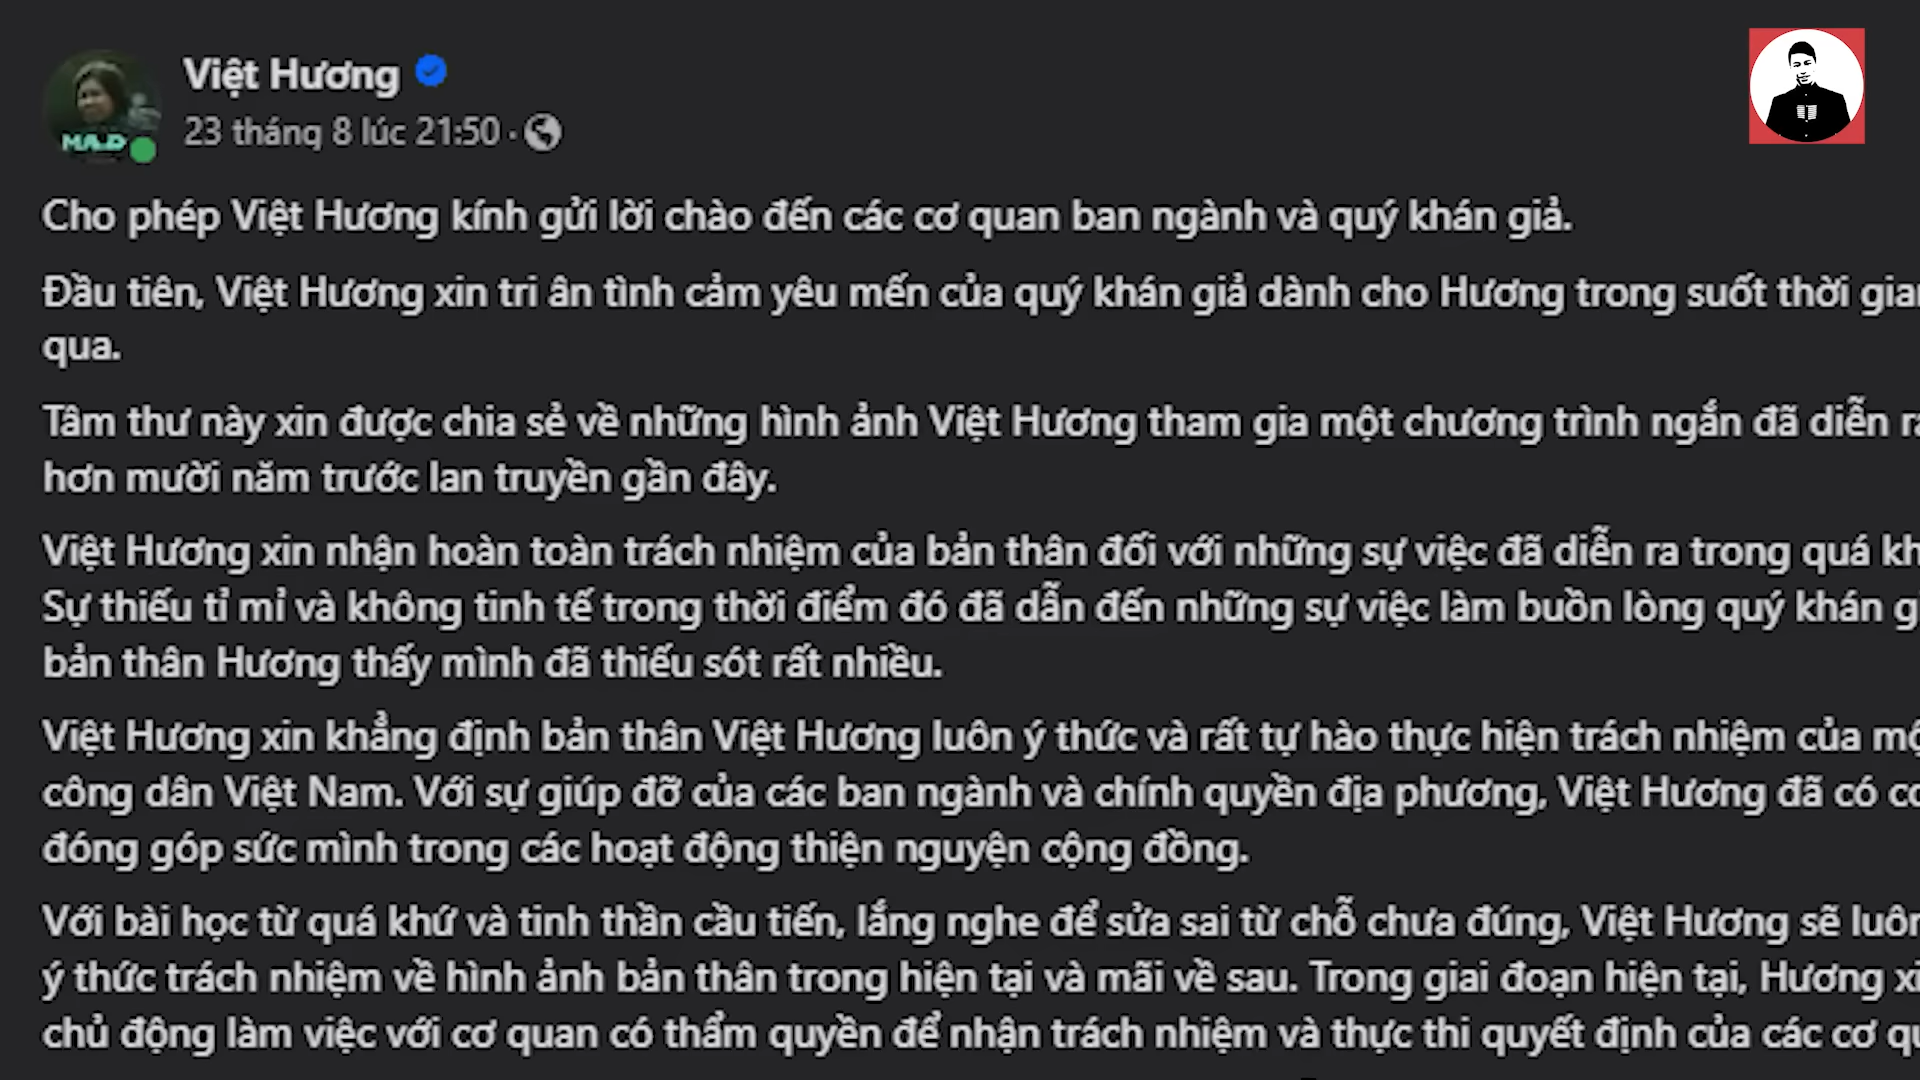 Việt Hương
23 tháng 8 lúc 21:50 ·
MAD
Cho phép Việt Hương kính gửi lời chào đến các cơ quan ban ngành và quý khán giả.
Đầu tiên, Việt Hương xin tri ân tình cảm yêu mến của quý khán giả dành cho Hương trong suốt thời gian
qua.
Tâm thư này xin được chia sẻ về những hình ảnh Việt Hương tham gia một chương trình ngắn đã diễn ra
hơn mười năm trước lan truyền gần đây.
Việt Hương xin nhận hoàn toàn trách nhiệm của bản thân đối với những sự việc đã diễn ra trong quá kh
Sự thiếu tỉ mỉ và không tinh tế trong thời điểm đó đã dẫn đến những sự việc làm buồn lòng quý khán g
bản thân Hương thấy mình đã thiếu sót rất nhiều.
Việt Hương xin khẳng định bản thân Việt Hương luôn ý thức và rất tự hào thực hiện trách nhiệm của mộ
công dân Việt Nam. Với sự giúp đỡ của các ban ngành và chính quyền địa phương, Việt Hương đã có cơ
đóng góp sức mình trong các hoạt động thiện nguyện cộng đồng.
Với bài học từ quá khứ và tinh thần cầu tiến, lắng nghe để sửa sai từ chỗ chưa đúng, Việt Hương sẽ luôn
ý thức trách nhiệm về hình ảnh bản thân trong hiện tại và mãi về sau. Trong giai đoạn hiện tại, Hương xi
chủ động làm việc với cơ quan có thẩm quyền để nhận trách nhiệm và thực thi quyết định của các cơ qu